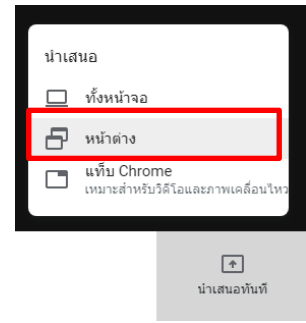 นำเสนอ
ทั้งหน้าจอ
หน้าต่าง
แท็บ Chrome
เหมาะสำหรับวิดีโอและภาพเคลื่อนไหว
นำเสนอทันที